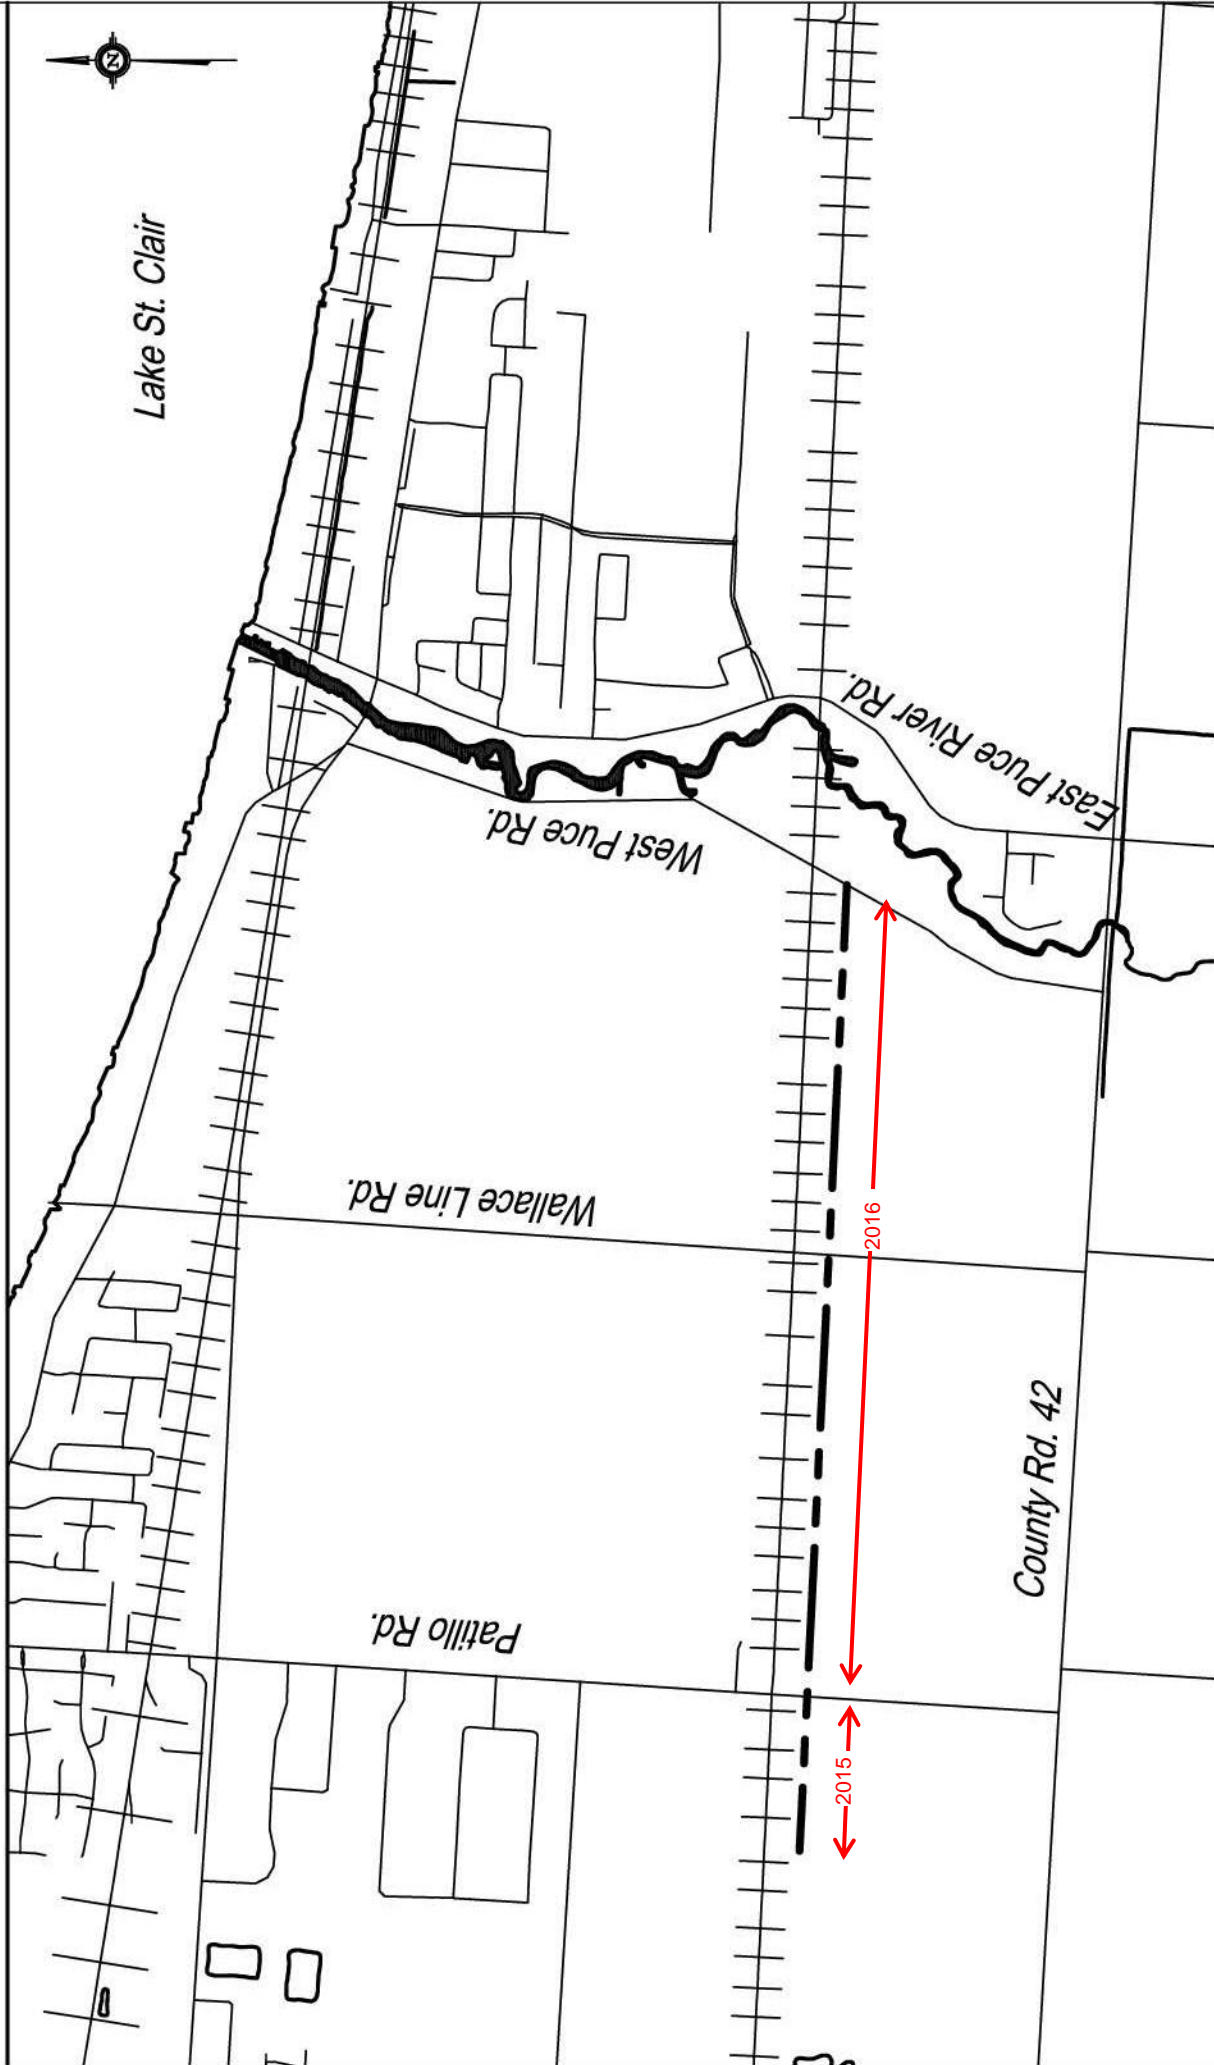 N
Lake St. Clair
East Puce River Rd.
West Puce Rd.
Wallace Line Rd.
2016
County Rd. 42
Patillo Rd.
2015